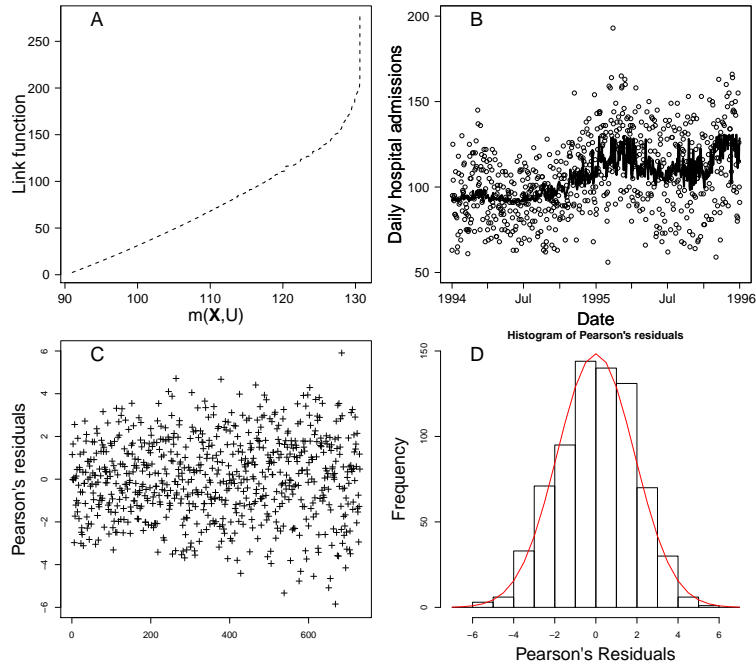 A
Link function
280
250
200
150
100
50
0
90 100 110 120 130
m(X,U)
B
Daily hospital admissions
200
150
100
50
1994 Jul 1995 Jul 1996
Date
C
Pearson's residuals
6
4
2
0
-2
-4
-6
0 200 400 600
Histogram of Pearson's residuals
D
Frequency
150
100
50
0
-6 -4 -2 0 2 4 6
Pearson's Residuals